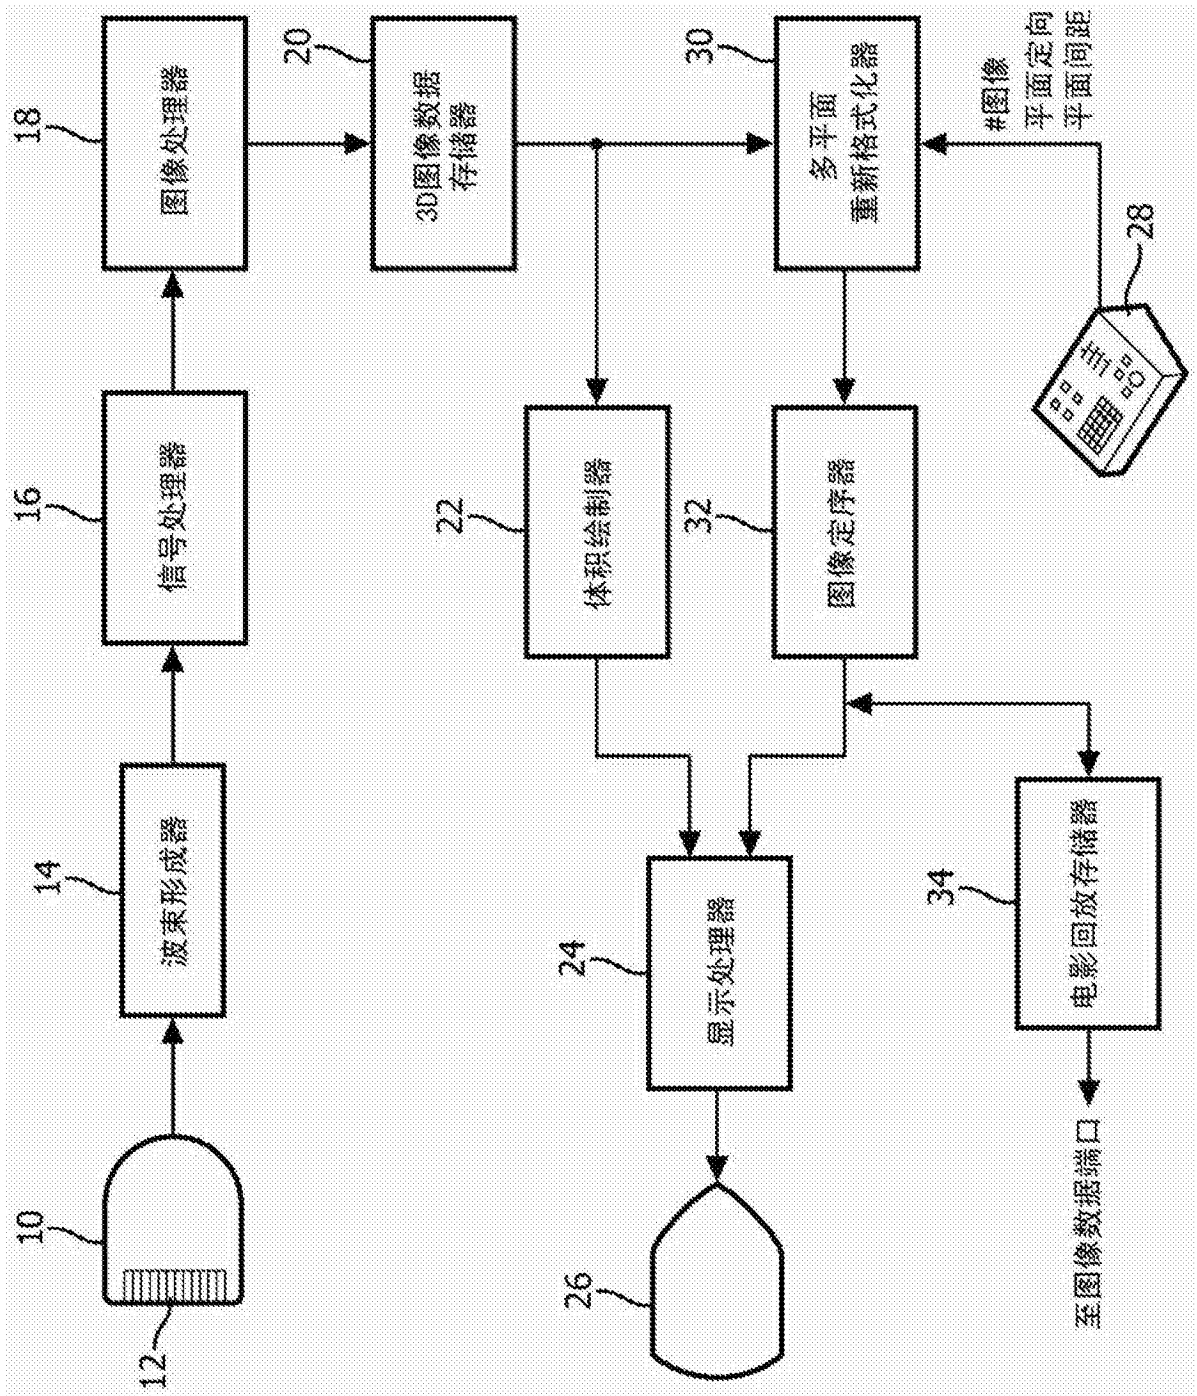 10
12
14
波束形成器
16
信号处理器
18
图像处理器
20
3D图像数据
存储器
22
体积绘制器
24
显示处理器
26
30
多平面
重新格式化器
#图像
平面定向
平面间距
28
32
图像定序器
34
电影回放存储器
至图像数据端口